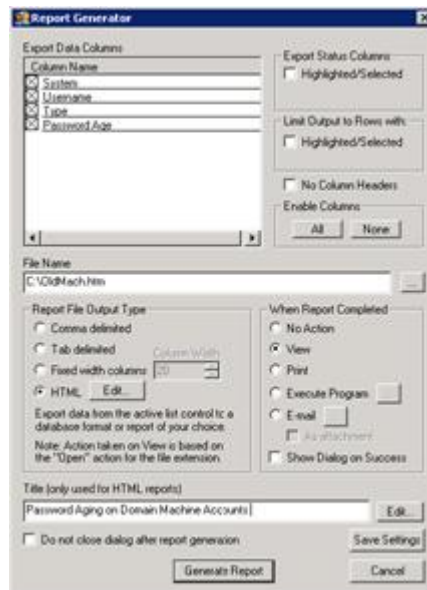 Report Generator
Export Data Columns
Column Name
System
Username
Type
Password Age
Export Status Columns
Highlighted/Selected
Limit Output to Rows with:
Highlighted/Selected
No Column Headers
Enable Columns
All None
File Name
C:\OldMach.htm
...
Report File Output Type
Comma delimited
Tab delimited
Column Width
Fixed width columns 20
HTML Edit...
Export data from the active list control to a
database format or report of your choice.
Note: Action taken on View is based on
the "Open" action for the file extension.
When Report Completed
No Action
View
Print
Execute Program
E-mail
As attachment
Show Dialog on Success
Title (only used for HTML reports)
Password Aging on Domain Machine Accounts
Edit...
Do not close dialog after report generation
Save Settings
Generate Report
Cancel